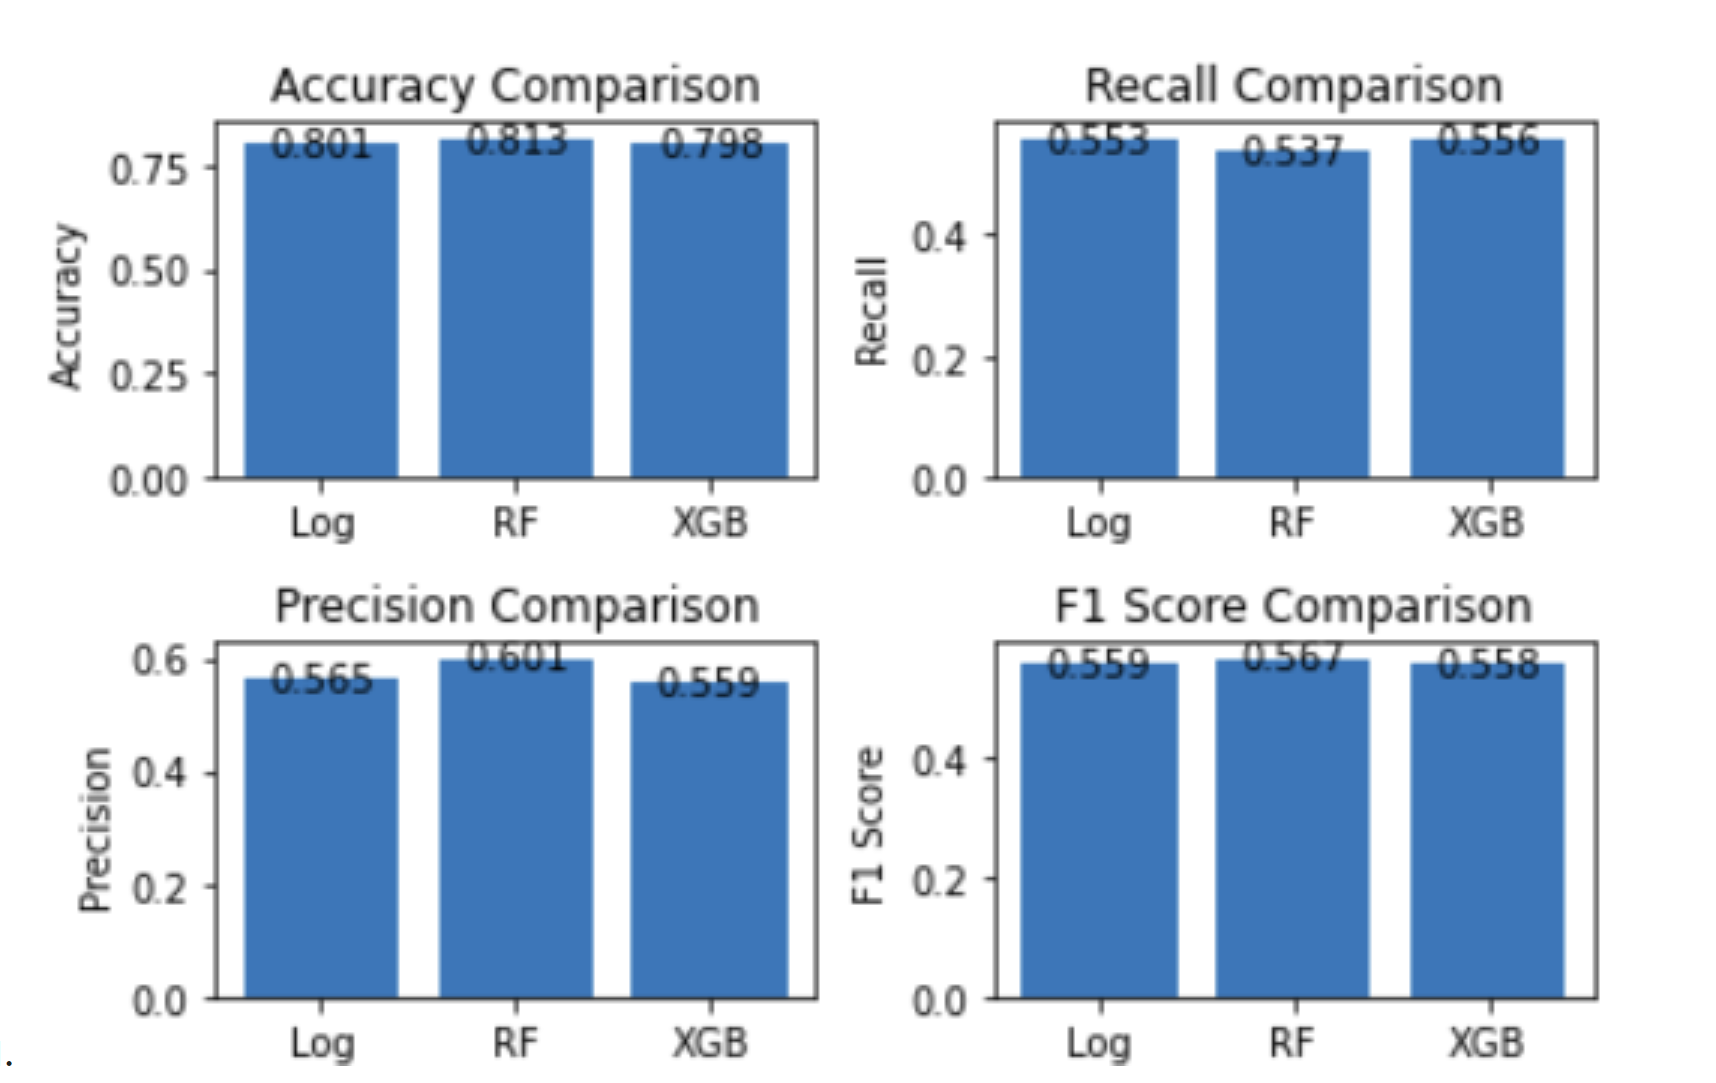 Accuracy Comparison
0.801 0.813 0.798
0.75
0.50
0.25
0.00
Accuracy
Log RF XGB
Recall Comparison
0.553 0.537 0.556
0.4
0.2
0.0
Recall
Log RF XGB
Precision Comparison
0.565 0.601 0.559
0.6
0.4
0.2
0.0
Precision
Log RF XGB
F1 Score Comparison
0.559 0.567 0.558
0.4
0.2
0.0
F1 Score
Log RF XGB
.